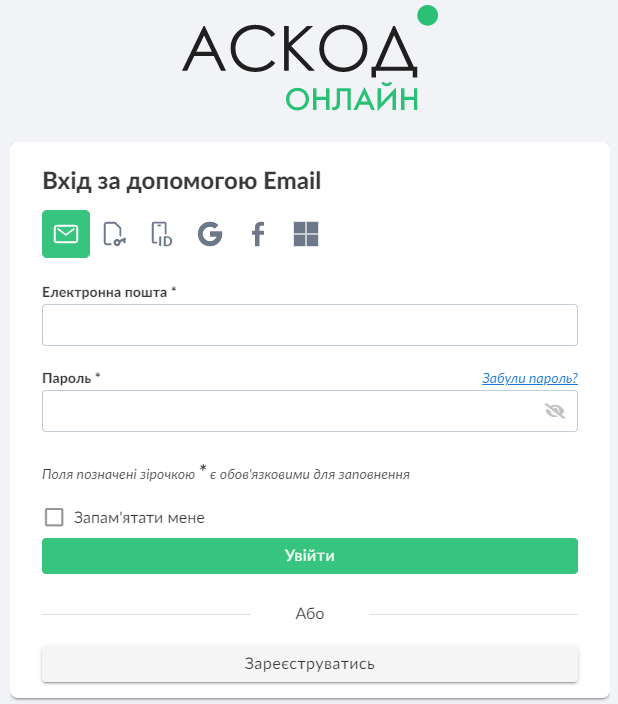 АСКОД
ОНЛАЙН
Вхід за допомогою Email
ID
Електронна пошта *
Пароль *
Забули пароль?
Поля позначені зірочкою * є обов'язковими для заповнення
Запам'ятати мене
Увійти
Або
Зареєструватись